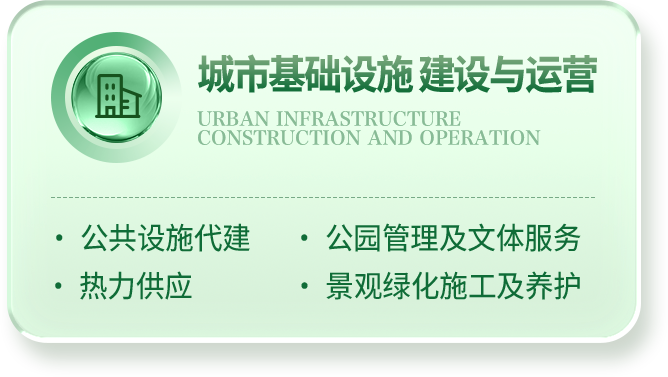 城市基础设施 建设与运营
URBAN INFRASTRUCTURE
CONSTRUCTION AND OPERATION
· 公共设施代建 · 公园管理及文体服务
· 热力供应 · 景观绿化施工及养护